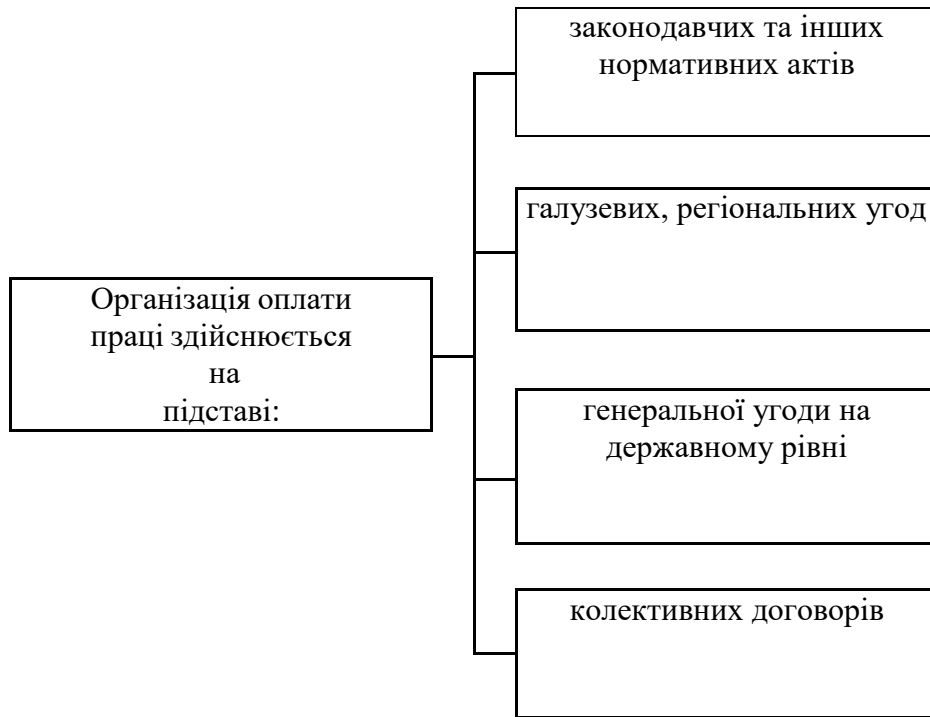 Організація оплати
праці здійснюється
на
підставі:
законодавчих та інших
нормативних актів
галузевих, регіональних угод
генеральної угоди на
державному рівні
колективних договорів